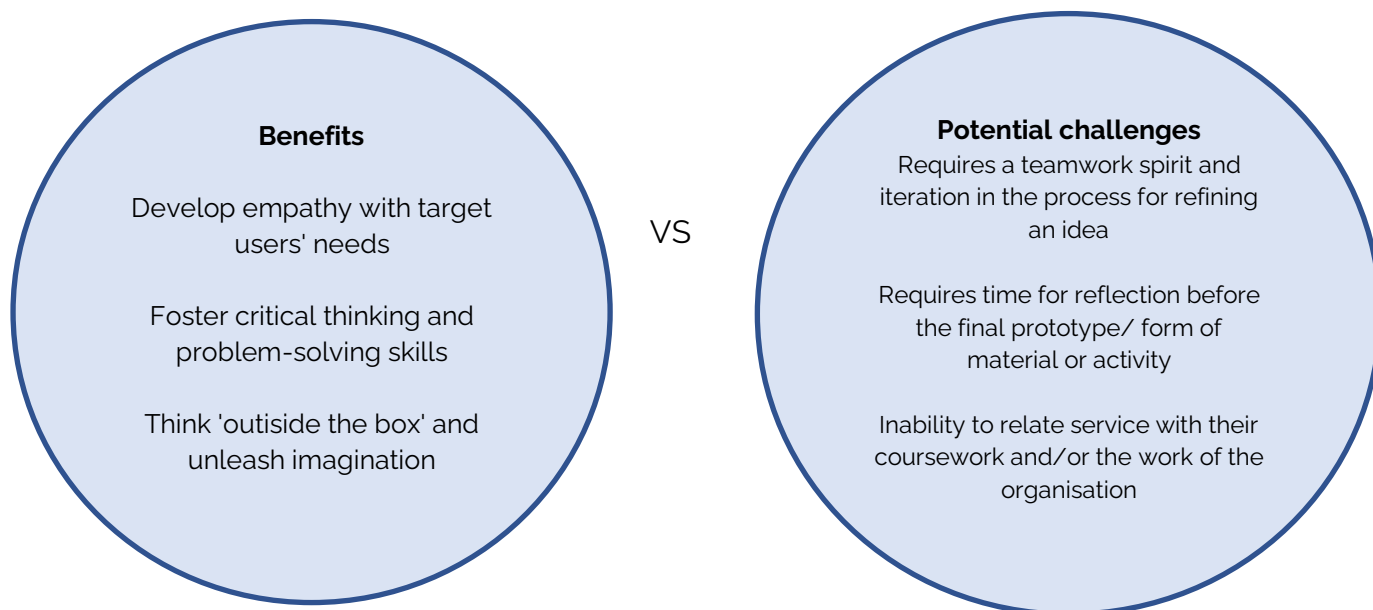 Benefits
Develop empathy with target
users' needs
Foster critical thinking and
problem-solving skills
Think 'outiside the box' and
unleash imagination
VS
Potential challenges
Requires a teamwork spirit and
iteration in the process for refining
an idea
Requires time for reflection before
the final prototype/ form of
material or activity
Inability to relate service with their
coursework and/or the work of the
organisation